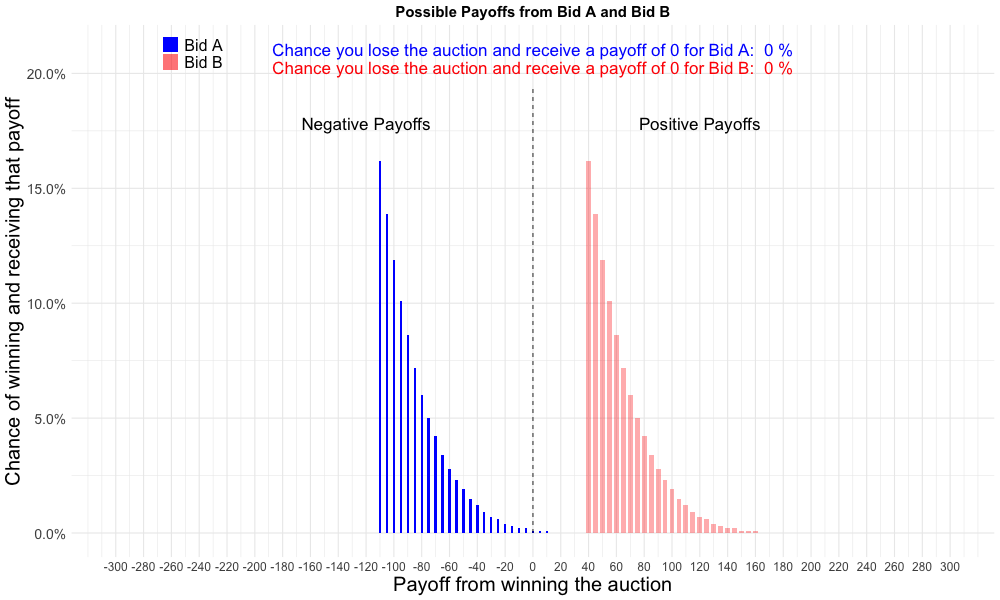 Possible Payoffs from Bid A and Bid B
Bid A
Bid B
Chance you lose the auction and receive a payoff of 0 for Bid A:  0 %
Chance you lose the auction and receive a payoff of 0 for Bid B:  0 %
Negative Payoffs
Positive Payoffs
Chance of winning and receiving that payoff
20.0%
15.0%
10.0%
5.0%
0.0%
-300 -280 -260 -240 -220 -200 -180 -160 -140 -120 -100 -80 -60 -40 -20 0 20 40 60 80 100 120 140 160 180 200 220 240 260 280 300
Payoff from winning the auction